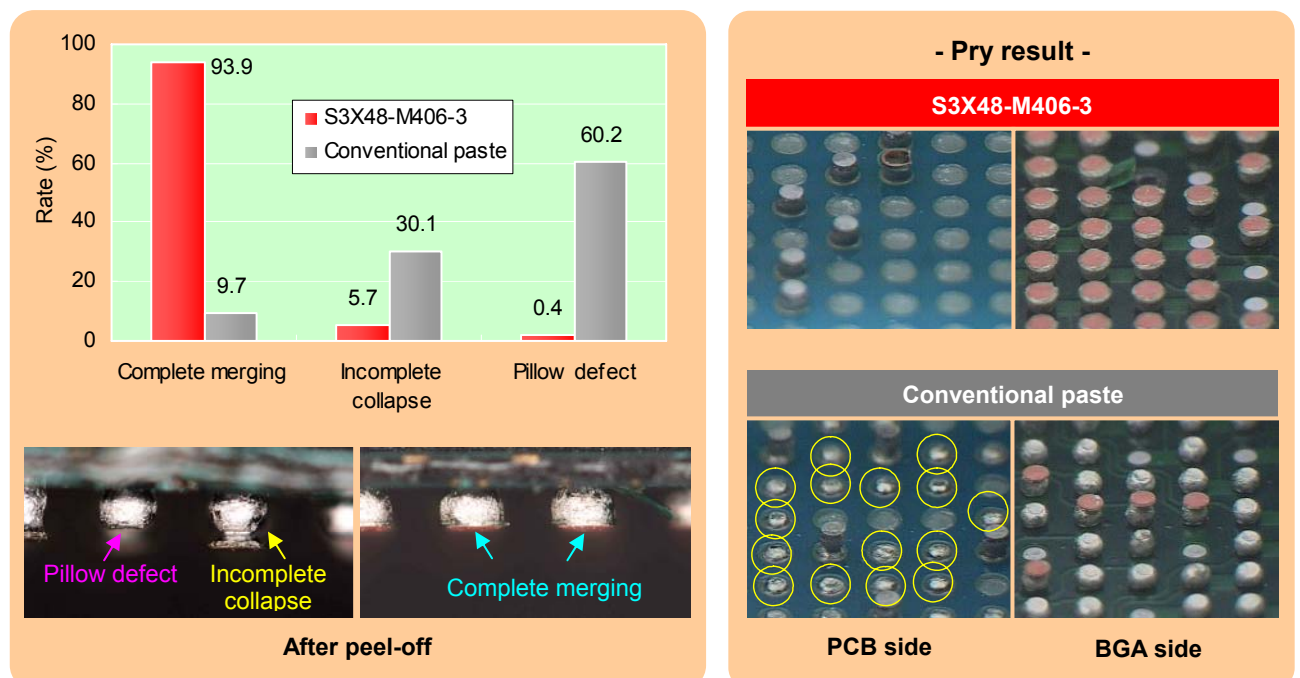 100
80
60
40
20
0
Rate (%)
93.9
9.7
5.7
30.1
0.4
60.2
S3X48-M406-3
Conventional paste
Complete merging
Incomplete
collapse
Pillow defect
Pillow defect
Incomplete
collapse
Complete merging
After peel-off
- Pry result -
S3X48-M406-3
Conventional paste
PCB side
BGA side